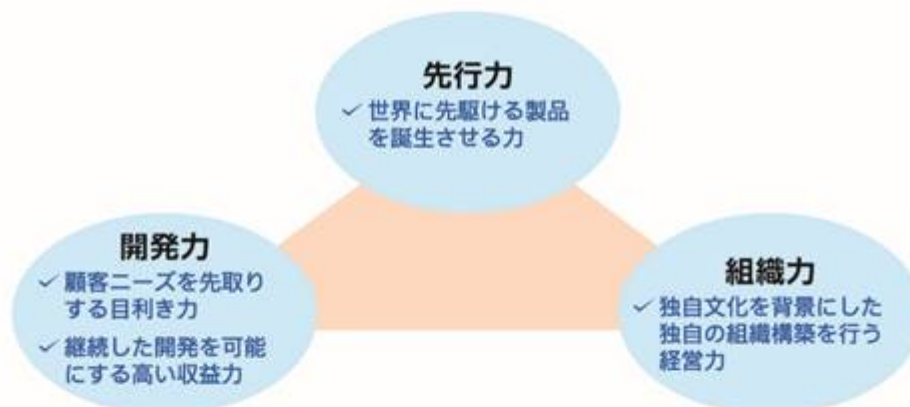 先行力
✓ 世界に先駆ける製品
を誕生させる力
開発力
✓ 顧客ニーズを先取り
する目利き力
✓ 継続した開発を可能
にする高い収益力
組織力
✓ 独自文化を背景にした
独自の組織構築を行う
経営力